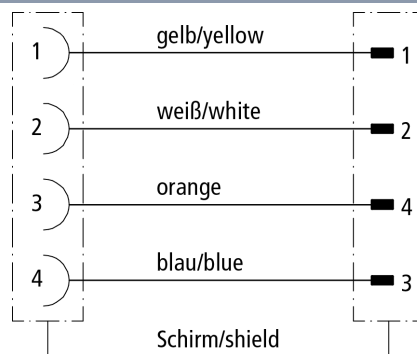 1 gelb/yellow 1
2 weiß/white 2
3 orange 4
4 blau/blue 3
Schirm/shield